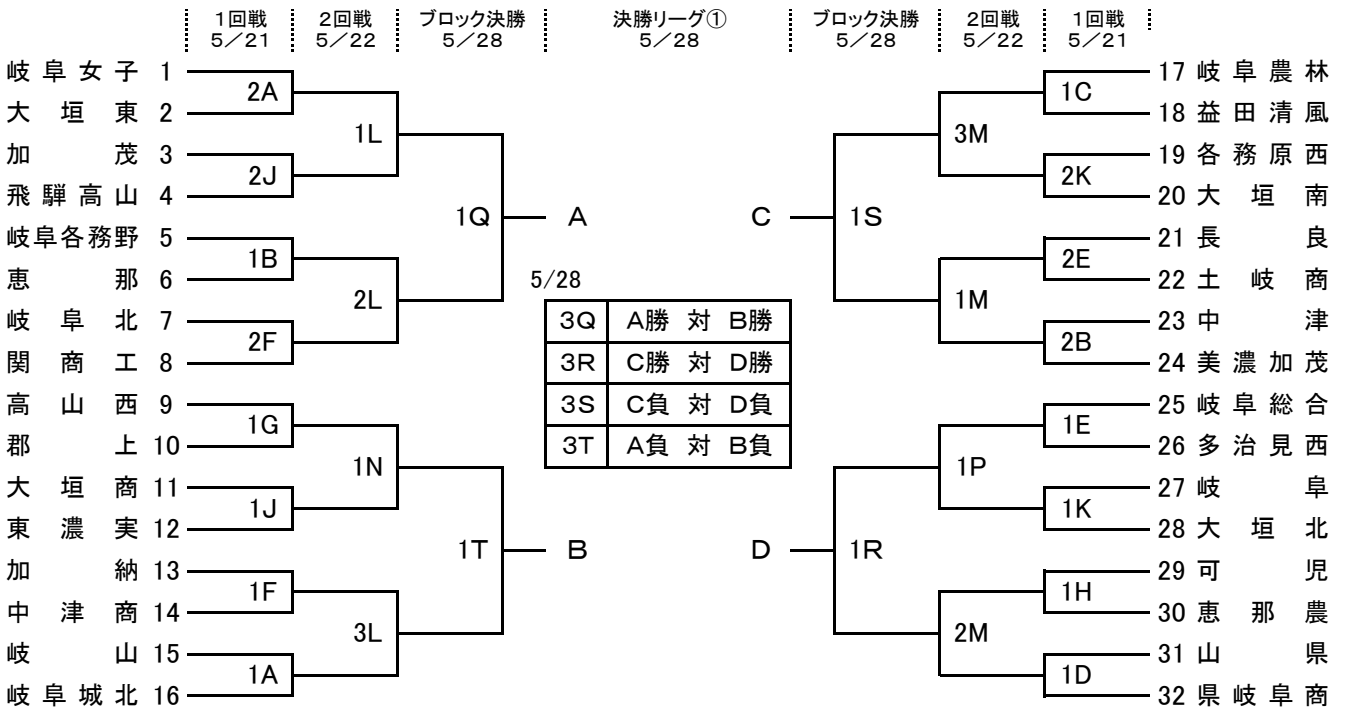 1回戦 2回戦 ブロック決勝 決勝リーグ① ブロック決勝 2回戦 1回戦
5／21 5／22 5／28 5／28 5／28 5／22 5／21
岐阜女子 1 17 岐阜農林
2A 1C
大垣東 2 18 益田清風
1L 3M
加茂 3 19 各務原西
2J 2K
飛騨高山 4 20 大垣南
1Q A C 1S
岐阜各務野 5 21 長良
1B 2E
恵那 6 22 土岐商
5/28
2L 1M
岐阜北 7 23 中津
3Q A勝 対 B勝
2F 2B
関商工 8 24 美濃加茂
3R C勝 対 D勝
高山西 9 25 岐阜総合
3S C負 対 D負
1G 1E
郡上 10 26 多治見西
3T A負 対 B負
1N 1P
大垣商 11 27 岐阜
1J 1K
東濃実 12 28 大垣北
1T B D 1R
加納 13 29 可児
1F 1H
中津商 14 30 恵那農
3L 2M
岐山 15 31 山県
1A 1D
岐阜城北 16 32 県岐阜商